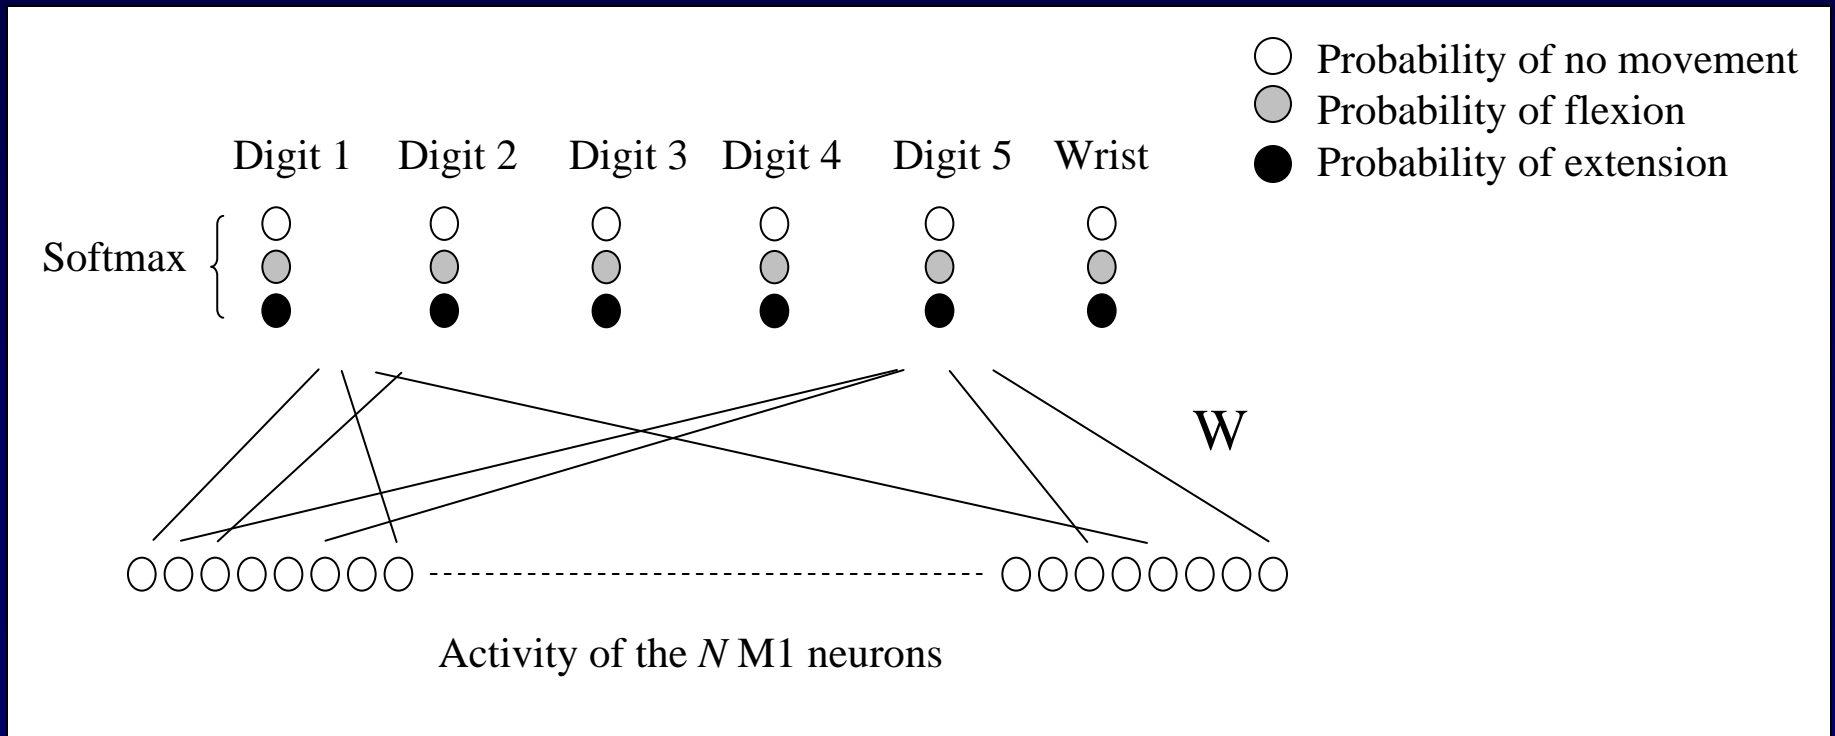 Probability of no movement
Probability of flexion
Probability of extension
Digit 1 Digit 2 Digit 3 Digit 4 Digit 5 Wrist
Softmax
W
Activity of the N M1 neurons